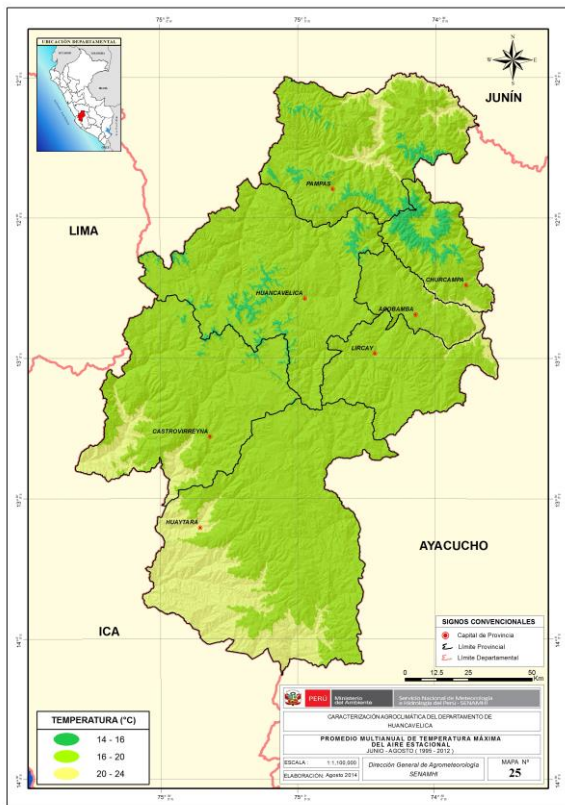 UBICACIÓN DEPARTAMENTAL
N
W
E
S
JUNÍN
LIMA
PAMPAS
CHURCAMPA
HUANCAVELICA
ACOBAMBA
LIRCAY
CASTROVIRREYNA
HUAYTARA
AYACUCHO
ICA
SIGNOS CONVENCIONALES
Capital de Provincia
Límite Provincial
Límite Departamental
0 12.5 25 50
Km
PERÚ Ministerio del Ambiente Servicio Nacional de Meteorología e Hidrología del Perú - SENAMHI
CARACTERIZACIÓN AGROCLIMÁTICA DEL DEPARTAMENTO DE
HUANCAVELICA
PROMEDIO MULTIANUAL DE TEMPERATURA MÁXIMA
DEL AIRE ESTACIONAL
JUNIO - AGOSTO ( 1995 - 2012 )
ESCALA : 1:1,100,000
ELABORACIÓN: Agosto 2014
Dirección General de Agrometeorología
SENAMHI
MAPA Nº
25
TEMPERATURA (°C)
14 - 16
16 - 20
20 - 24